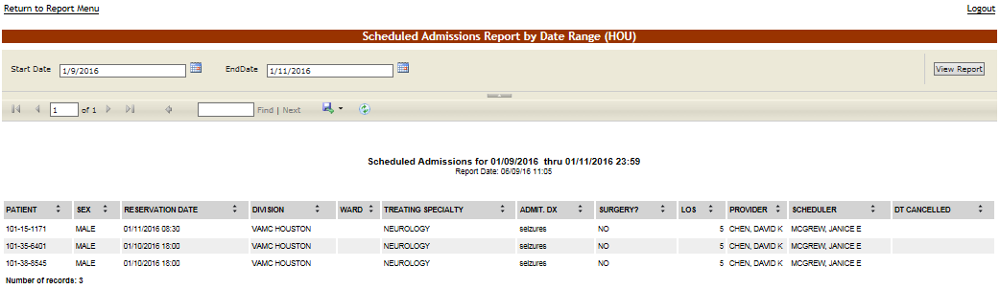 Return to Report Menu Logout
Scheduled Admissions Report by Date Range (HOU)
Start Date 1/9/2016 EndDate 1/11/2016 View Report
1 of 1 Find | Next
Scheduled Admissions for 01/09/2016 thru 01/11/2016 23:59
Report Date: 06/09/16 11:05
PATIENT SEX RESERVATION DATE DIVISION WARD TREATING SPECIALTY ADMIT. DX SURGERY? LOS PROVIDER SCHEDULER DT CANCELLED
101-15-1171 MALE 01/11/2016 08:30 VAMC HOUSTON NEUROLOGY seizures NO 5 CHEN, DAVID K MCGREW, JANICE E
101-35-6401 MALE 01/10/2016 18:00 VAMC HOUSTON NEUROLOGY seizures NO 5 CHEN, DAVID K MCGREW, JANICE E
101-38-8545 MALE 01/10/2016 18:00 VAMC HOUSTON NEUROLOGY seizures NO 5 CHEN, DAVID K MCGREW, JANICE E
Number of records: 3